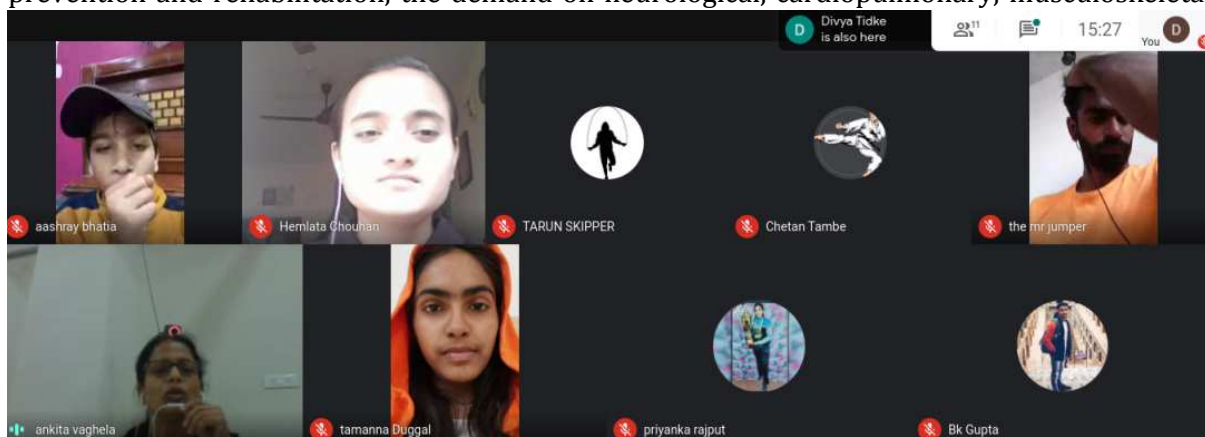 prevention and rehabilitation, the demand on neurological, cardiopulmonary, musculoskeleta
D
Divya Tidke
is also here
11
15:27
You
D
aashray bhatia
Hemlata Chouhan
TARUN SKIPPER
Chetan Tambe
the mr jumper
ankita vaghela
tamanna Duggal
priyanka rajput
Bk Gupta